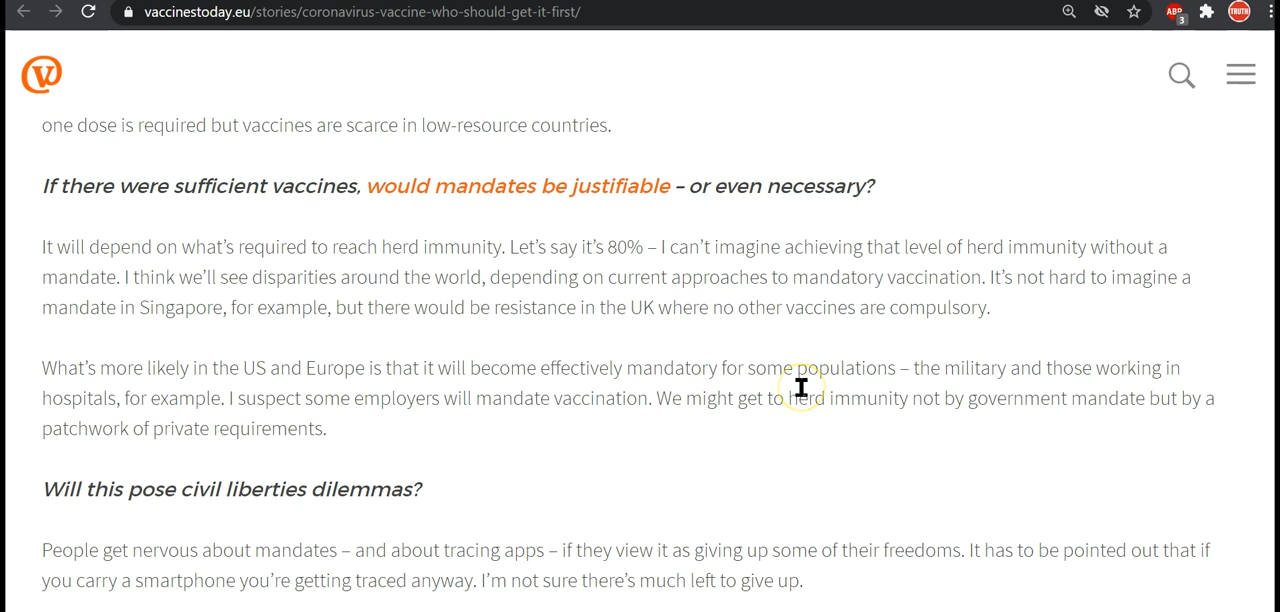 vaccinestoday.eu/stories/coronavirus-vaccine-who-should-get-it-first/
ABP
3
TRUTH
v
one dose is required but vaccines are scarce in low-resource countries.
If there were sufficient vaccines, would mandates be justifiable – or even necessary?
It will depend on what's required to reach herd immunity. Let's say it's 80% – I can't imagine achieving that level of herd immunity without a
mandate. I think we'll see disparities around the world, depending on current approaches to mandatory vaccination. It's not hard to imagine a
mandate in Singapore, for example, but there would be resistance in the UK where no other vaccines are compulsory.
What's more likely in the US and Europe is that it will become effectively mandatory for some populations – the military and those working in
hospitals, for example. I suspect some employers will mandate vaccination. We might get to herd immunity not by government mandate but by a
patchwork of private requirements.
Will this pose civil liberties dilemmas?
People get nervous about mandates – and about tracing apps – if they view it as giving up some of their freedoms. It has to be pointed out that if
you carry a smartphone you're getting traced anyway. I'm not sure there's much left to give up.